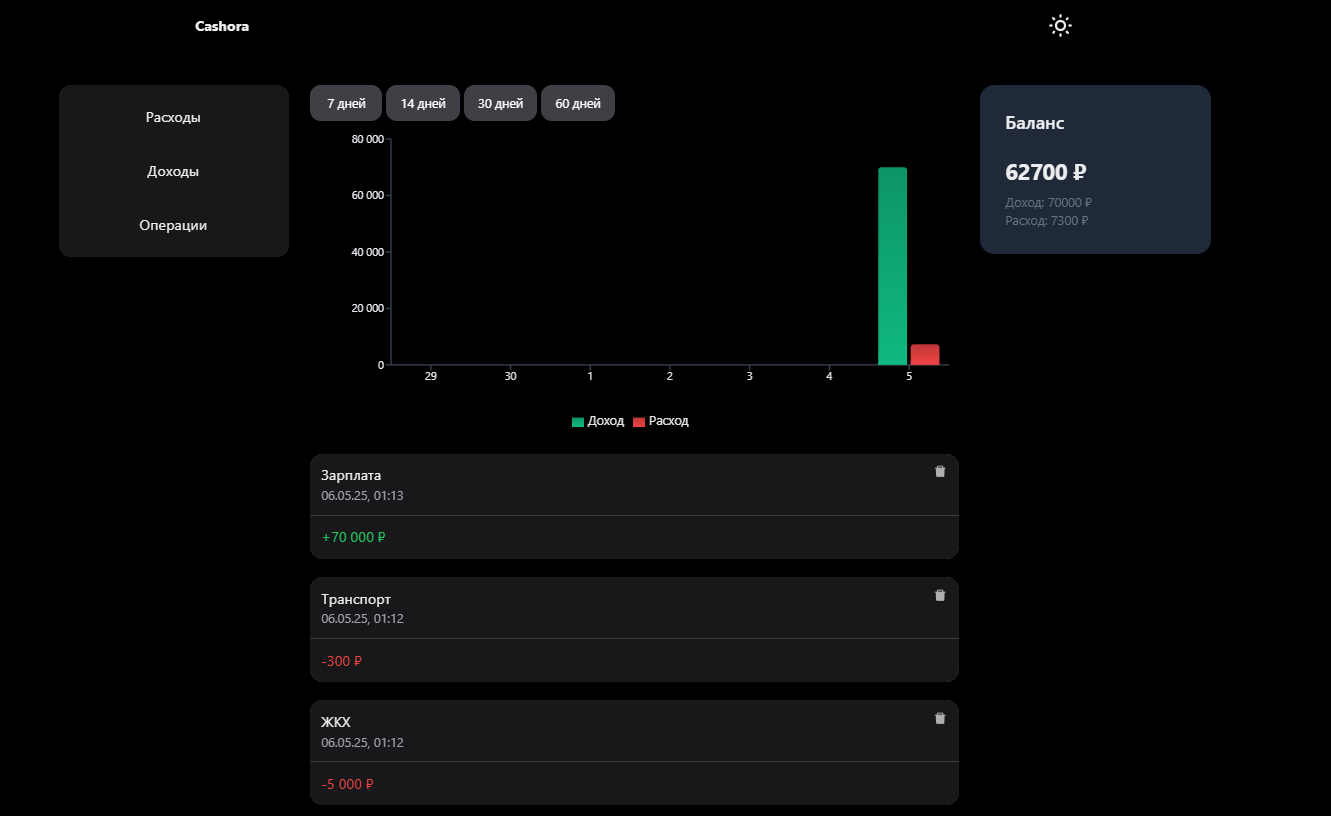 Cashora
Расходы
Доходы
Операции
7 дней 14 дней 30 дней 60 дней
80 000
60 000
40 000
20 000
0
29 30 1 2 3 4 5
Доход Расход
Баланс
62700 ₽
Доход: 70000 ₽
Расход: 7300 ₽
Зарплата
06.05.25, 01:13
+70 000 ₽
Транспорт
06.05.25, 01:12
-300 ₽
ЖКХ
06.05.25, 01:12
-5 000 ₽